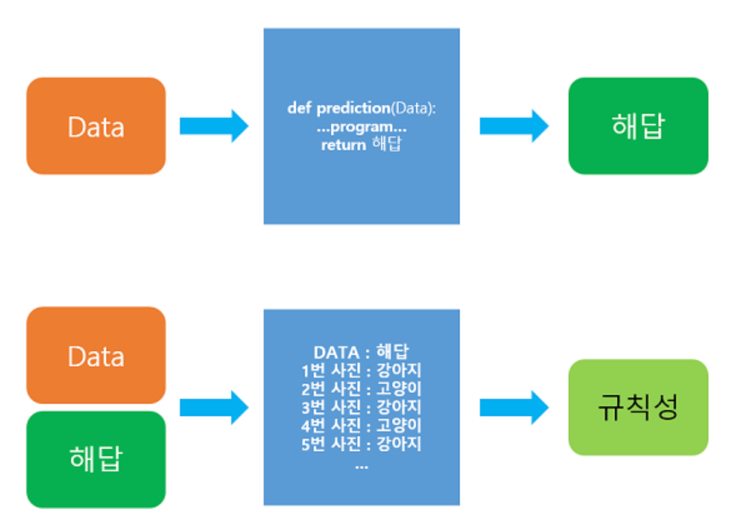 Data
def prediction(Data):
...program...
return 해답
해답
Data
해답
DATA : 해답
1번 사진 : 강아지
2번 사진 : 고양이
3번 사진 : 강아지
4번 사진 : 고양이
5번 사진 : 강아지
...
규칙성